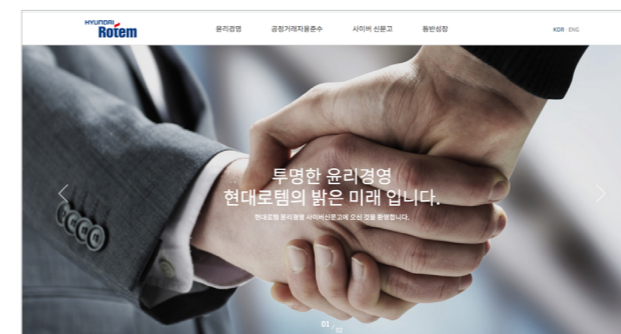 HYUNDAI
Rotem
윤리경영
공정거래자율준수
사이버 신문고
동반성장
KOR ENG
투명한 윤리경영
현대로템의 밝은 미래 입니다.
현대로템 윤리경영 사이버신문고에 오신 것을 환영합니다.
01 / 02